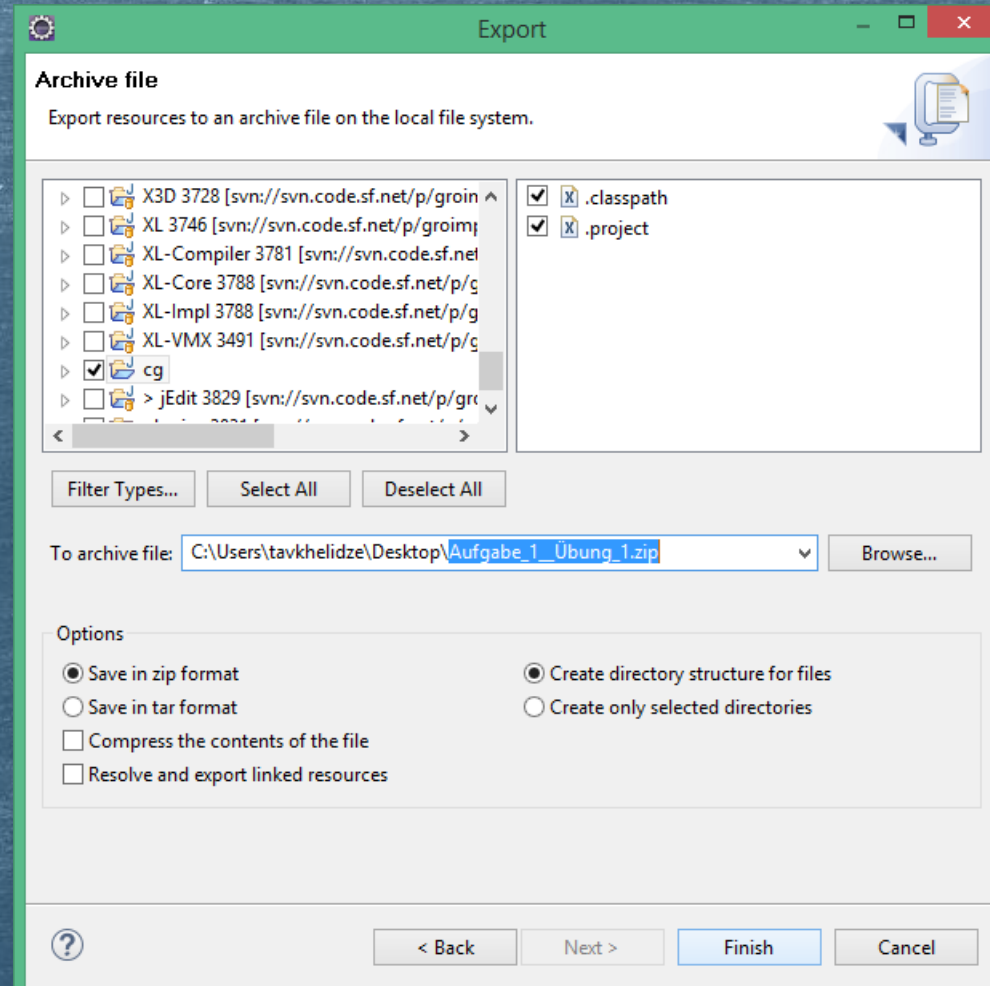 Export
Archive file
Export resources to an archive file on the local file system.
X3D 3728 [svn://svn.code.sf.net/p/groin
XL 3746 [svn://svn.code.sf.net/p/groimp
XL-Compiler 3781 [svn://svn.code.sf.net
XL-Core 3788 [svn://svn.code.sf.net/p/g
XL-Impl 3788 [svn://svn.code.sf.net/p/g
XL-VMX 3491 [svn://svn.code.sf.net/p/g
cg
> jEdit 3829 [svn://svn.code.sf.net/p/gro
.classpath
.project
Filter Types...
Select All
Deselect All
To archive file:
C:\Users\tavkhelidze\Desktop\Aufgabe_1__Übung_1.zip
Browse...
Options
Save in zip format
Create directory structure for files
Save in tar format
Create only selected directories
Compress the contents of the file
Resolve and export linked resources
?
< Back
Next >
Finish
Cancel